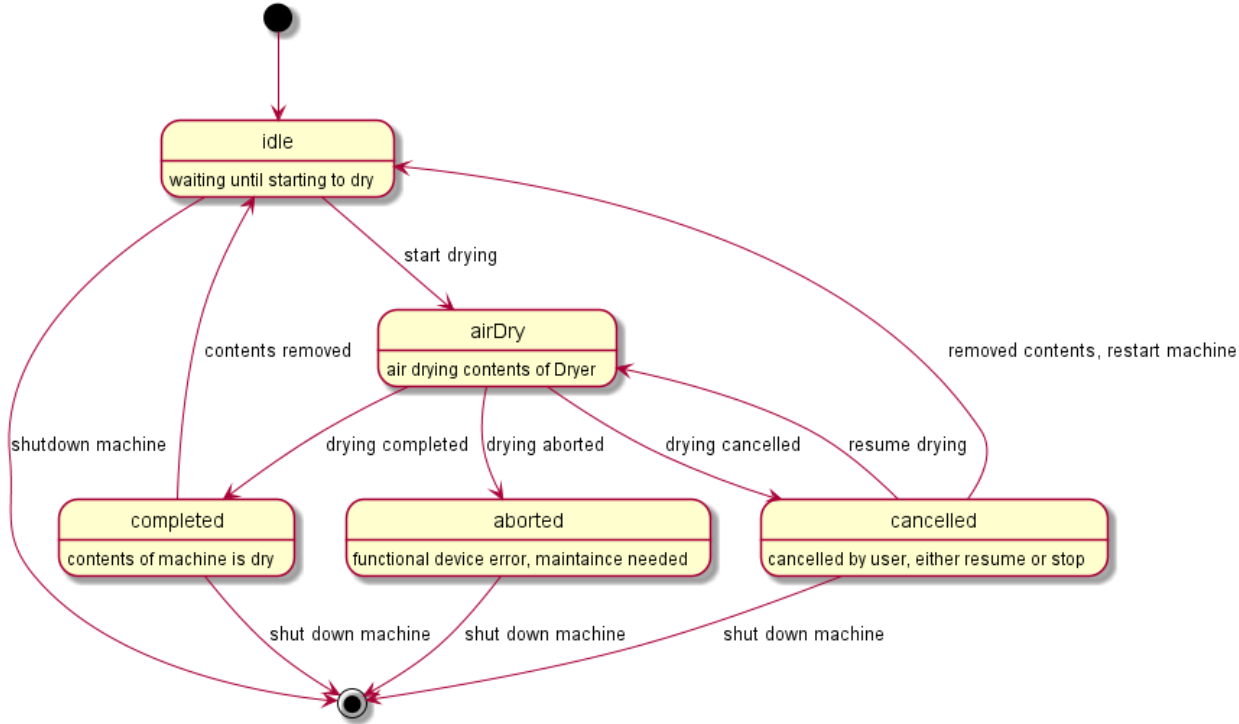 idle
waiting until starting to dry
start drying
airDry
air drying contents of Dryer
contents removed
removed contents, restart machine
shutdown machine
drying completed
drying aborted
drying cancelled
resume drying
completed
contents of machine is dry
aborted
functional device error, maintaince needed
cancelled
cancelled by user, either resume or stop
shut down machine
shut down machine
shut down machine